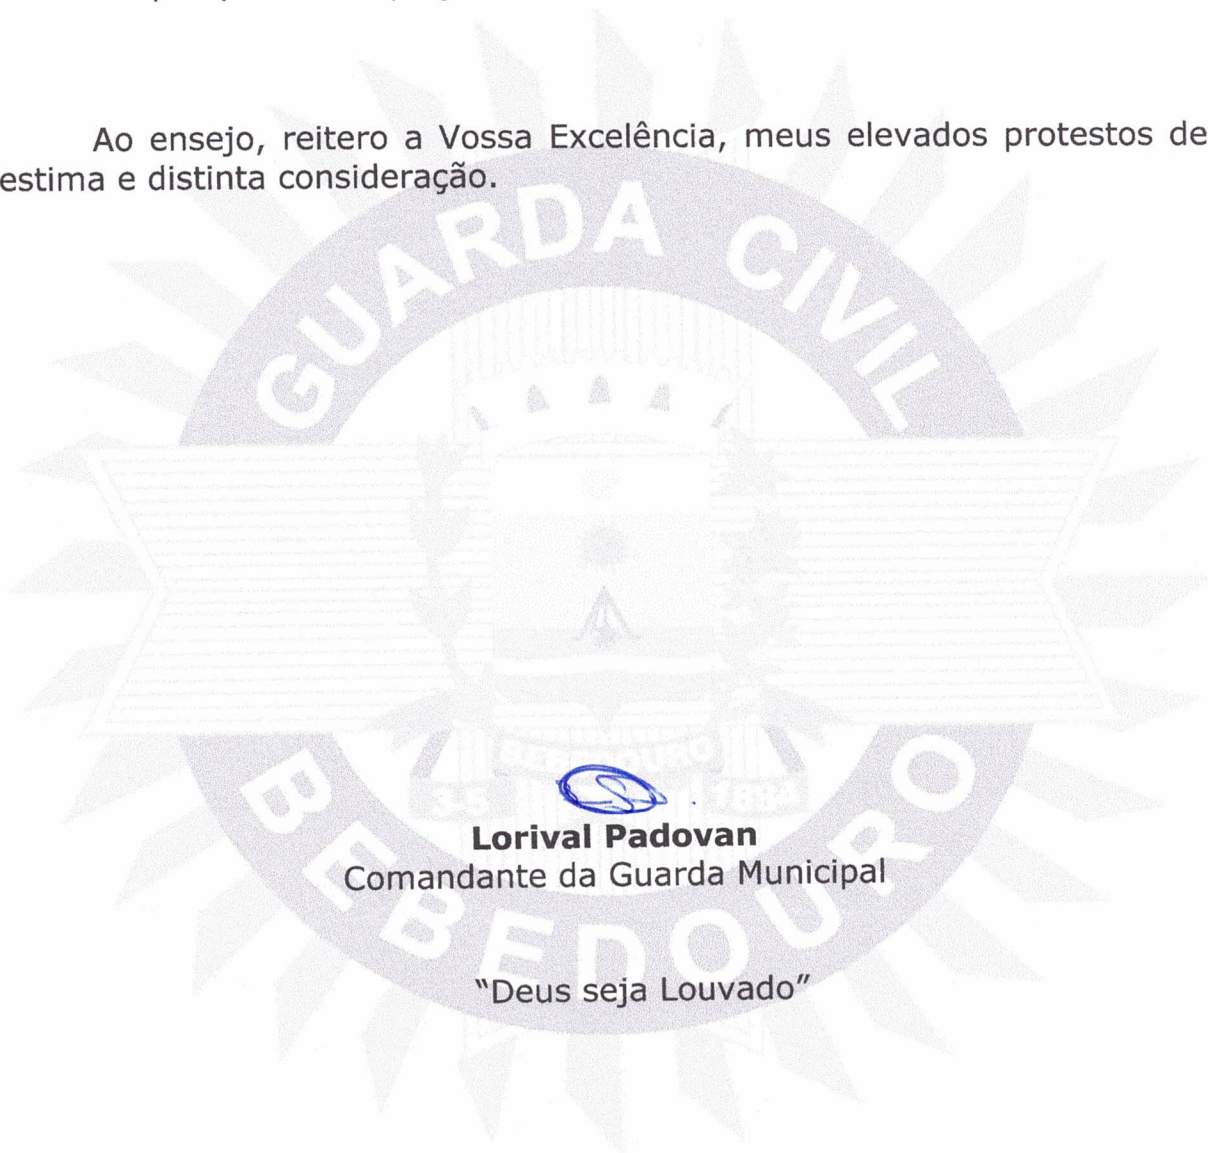 Ao ensejo, reitero a Vossa Excelência, meus elevados protestos de
estima e distinta consideração.
GUARDA CIVIL
BEBEDOURO
Lorival Padovan
Comandante da Guarda Municipal
BEBEDOURO
"Deus seja Louvado"